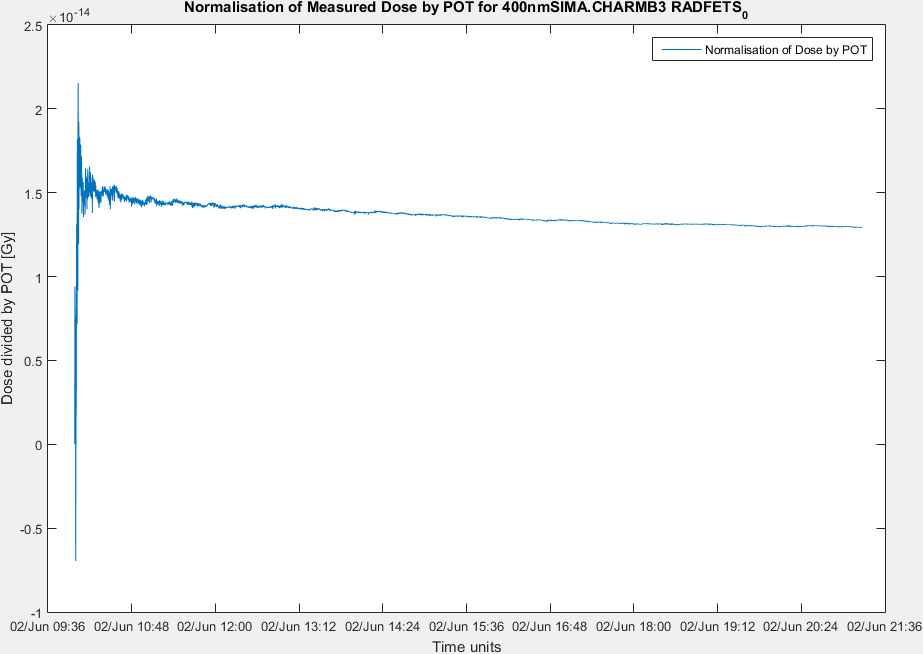 Normalisation of Measured Dose by POT for 400nmSIMA.CHARMB3 RADFETS0
×10-14
Normalisation of Dose by POT
2.5
2
1.5
1
0.5
0
-0.5
-1
Dose divided by POT [Gy]
02/Jun 09:36 02/Jun 10:48 02/Jun 12:00 02/Jun 13:12 02/Jun 14:24 02/Jun 15:36 02/Jun 16:48 02/Jun 18:00 02/Jun 19:12 02/Jun 20:24 02/Jun 21:36
Time units